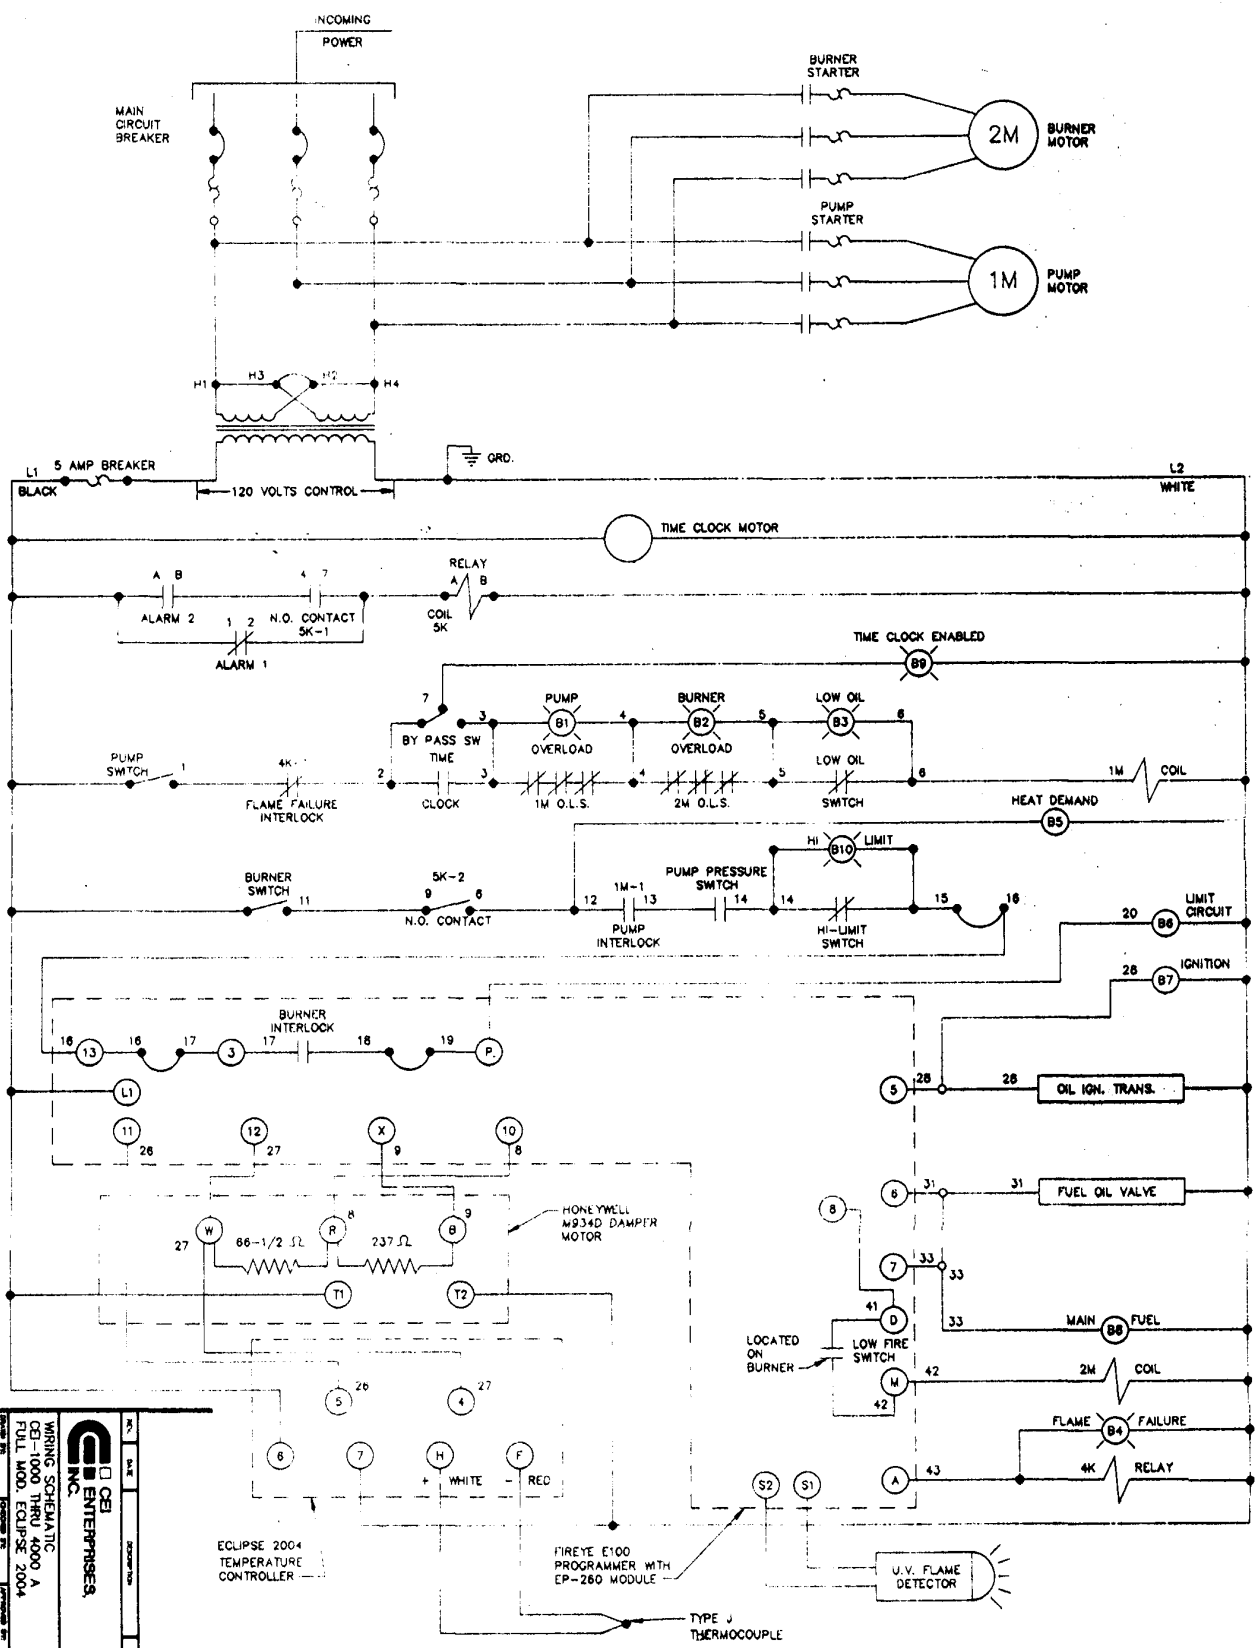 INCOMING
POWER
MAIN
CIRCUIT
BREAKER
BURNER
STARTER
2M
BURNER
MOTOR
PUMP
STARTER
1M
PUMP
MOTOR
H1
H3
H2
H4
L1
5 AMP BREAKER
BLACK
120 VOLTS CONTROL
GRD.
L2
WHITE
TIME CLOCK MOTOR
A B
ALARM 2
4 7
N.O. CONTACT
5K-1
1 2
ALARM 1
RELAY
A B
COIL
5K
TIME CLOCK ENABLED
B9
7
BY PASS SW
3
PUMP
B1
OVERLOAD
4
BURNER
B2
OVERLOAD
5
LOW OIL
B3
6
PUMP
SWITCH
1
4K-
FLAME FAILURE
INTERLOCK
2
TIME
CLOCK
3
1M O.L.S.
4
2M O.L.S.
5
LOW OIL
SWITCH
6
1M COIL
HEAT DEMAND
B5
BURNER
SWITCH
11
5K-2
9 6
N.O. CONTACT
12
1M-1
13
PUMP
INTERLOCK
PUMP PRESSURE
SWITCH
14
14
HI B10 LIMIT
HI-LIMIT
SWITCH
15
16
20
B6
LIMIT
CIRCUIT
28
B7
IGNITION
16
13
16
17
3
17
BURNER
INTERLOCK
18
19
P.
L1
5
28
28
OIL IGN. TRANS.
11
26
12
27
X
9
10
8
6
31
31
FUEL OIL VALVE
8
HONEYWELL
M934D DAMPER
MOTOR
W
27
66-1/2 Ω
R
8
237 Ω
B
9
T1
T2
7
33
33
41
D
LOW FIRE
SWITCH
LOCATED
ON
BURNER
33
MAIN B8 FUEL
M
42
42
2M COIL
5
26
4
27
FLAME B4 FAILURE
6
7
H
+ WHITE
F
- RED
S2
S1
A
43
4K RELAY
ECLIPSE 2004
TEMPERATURE
CONTROLLER
FIREYE E100
PROGRAMMER WITH
EP-260 MODULE
U.V. FLAME
DETECTOR
TYPE J
THERMOCOUPLE
REV.
DATE
DESCRIPTION
CEI
ENTERPRISES,
INC.
WIRING SCHEMATIC
CEI-1000 THRU 4000 A
FULL MOD. ECLIPSE 2004